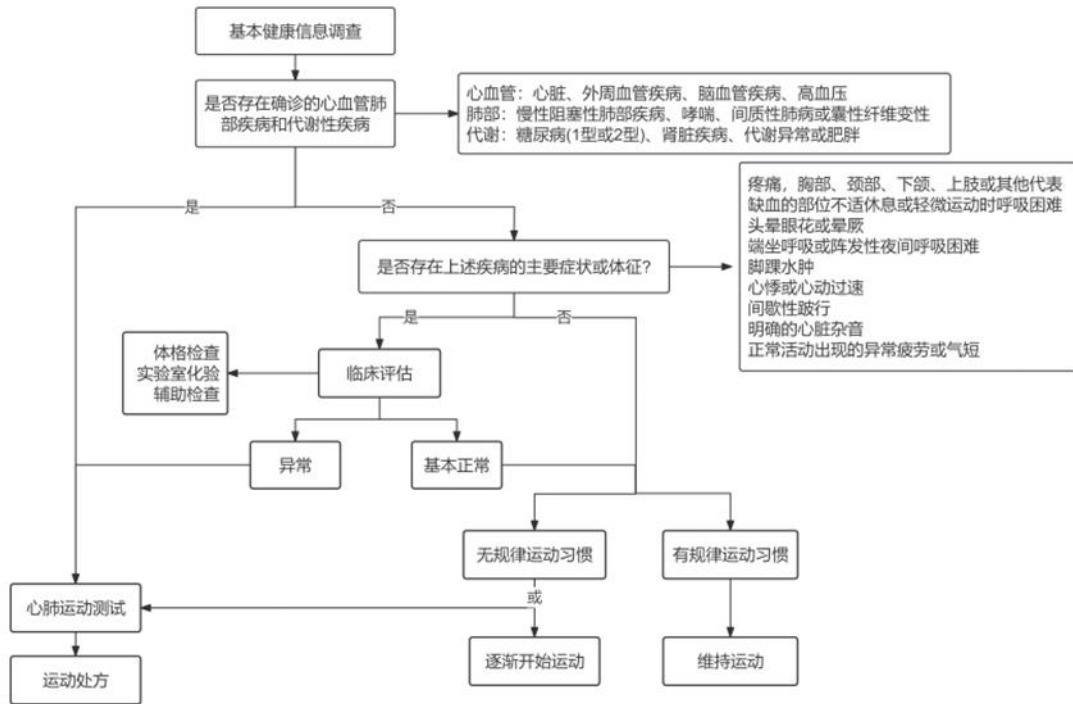 基本健康信息调查
是否存在确诊的心血管肺
部疾病和代谢性疾病
心血管：心脏、外周血管疾病、脑血管疾病、高血压
肺部：慢性阻塞性肺部疾病、哮喘、间质性肺病或囊性纤维变性
代谢：糖尿病(1型或2型)、肾脏疾病、代谢异常或肥胖
是
否
疼痛，胸部、颈部、下颌、上肢或其他代表
缺血的部位不适休息或轻微运动时呼吸困难
头晕眼花或晕厥
端坐呼吸或阵发性夜间呼吸困难
脚踝水肿
心悸或心动过速
间歇性跛行
明确的心脏杂音
正常活动出现的异常疲劳或气短
是否存在上述疾病的主要症状或体征?
是
否
体格检查
实验室化验
辅助检查
临床评估
异常
基本正常
无规律运动习惯
有规律运动习惯
心肺运动测试
或
运动处方
逐渐开始运动
维持运动